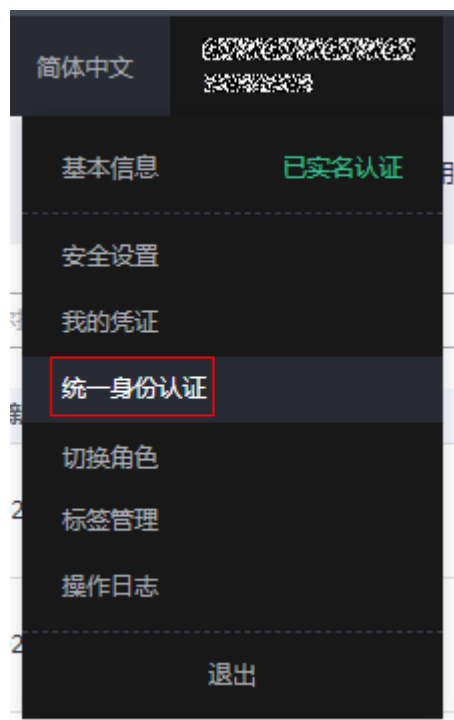 简体中文
基本信息 已实名认证
安全设置
我的凭证
统一身份认证
切换角色
标签管理
操作日志
退出